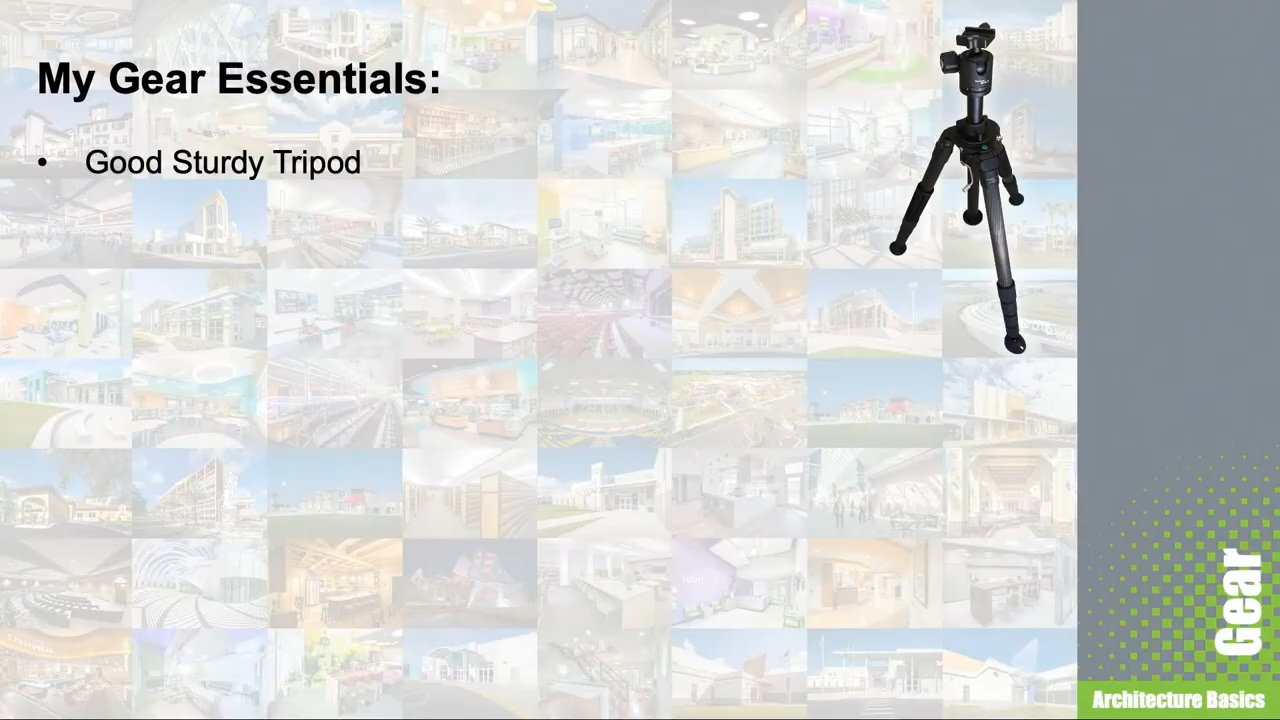 My Gear Essentials:
• Good Sturdy Tripod
Gear
Architecture Basics